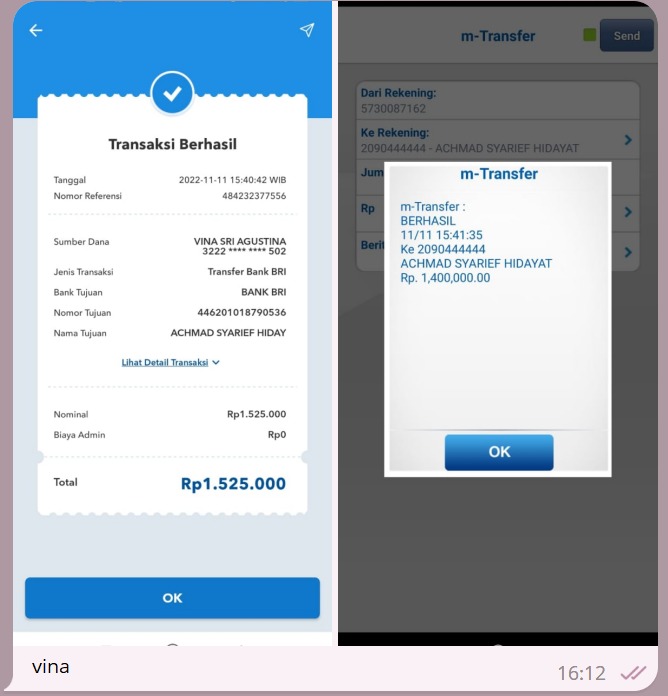 Transaksi Berhasil
Tanggal 2022-11-11 15:40:42 WIB
Nomor Referensi 484232377556
Sumber Dana VINA SRI AGUSTINA
3222 **** **** 502
Jenis Transaksi Transfer Bank BRI
Bank Tujuan BANK BRI
Nomor Tujuan 446201018790536
Nama Tujuan ACHMAD SYARIEF HIDAY
Lihat Detail Transaksi
Nominal Rp1.525.000
Biaya Admin Rp0
Total Rp1.525.000
OK
m-Transfer Send
Dari Rekening:
5730087162
Ke Rekening:
2090444444 - ACHMAD SYARIEF HIDAYAT
Jum
Rp
Berit
m-Transfer
m-Transfer :
BERHASIL
11/11 15:41:35
Ke 2090444444
ACHMAD SYARIEF HIDAYAT
Rp. 1,400,000.00
OK
vina
16:12